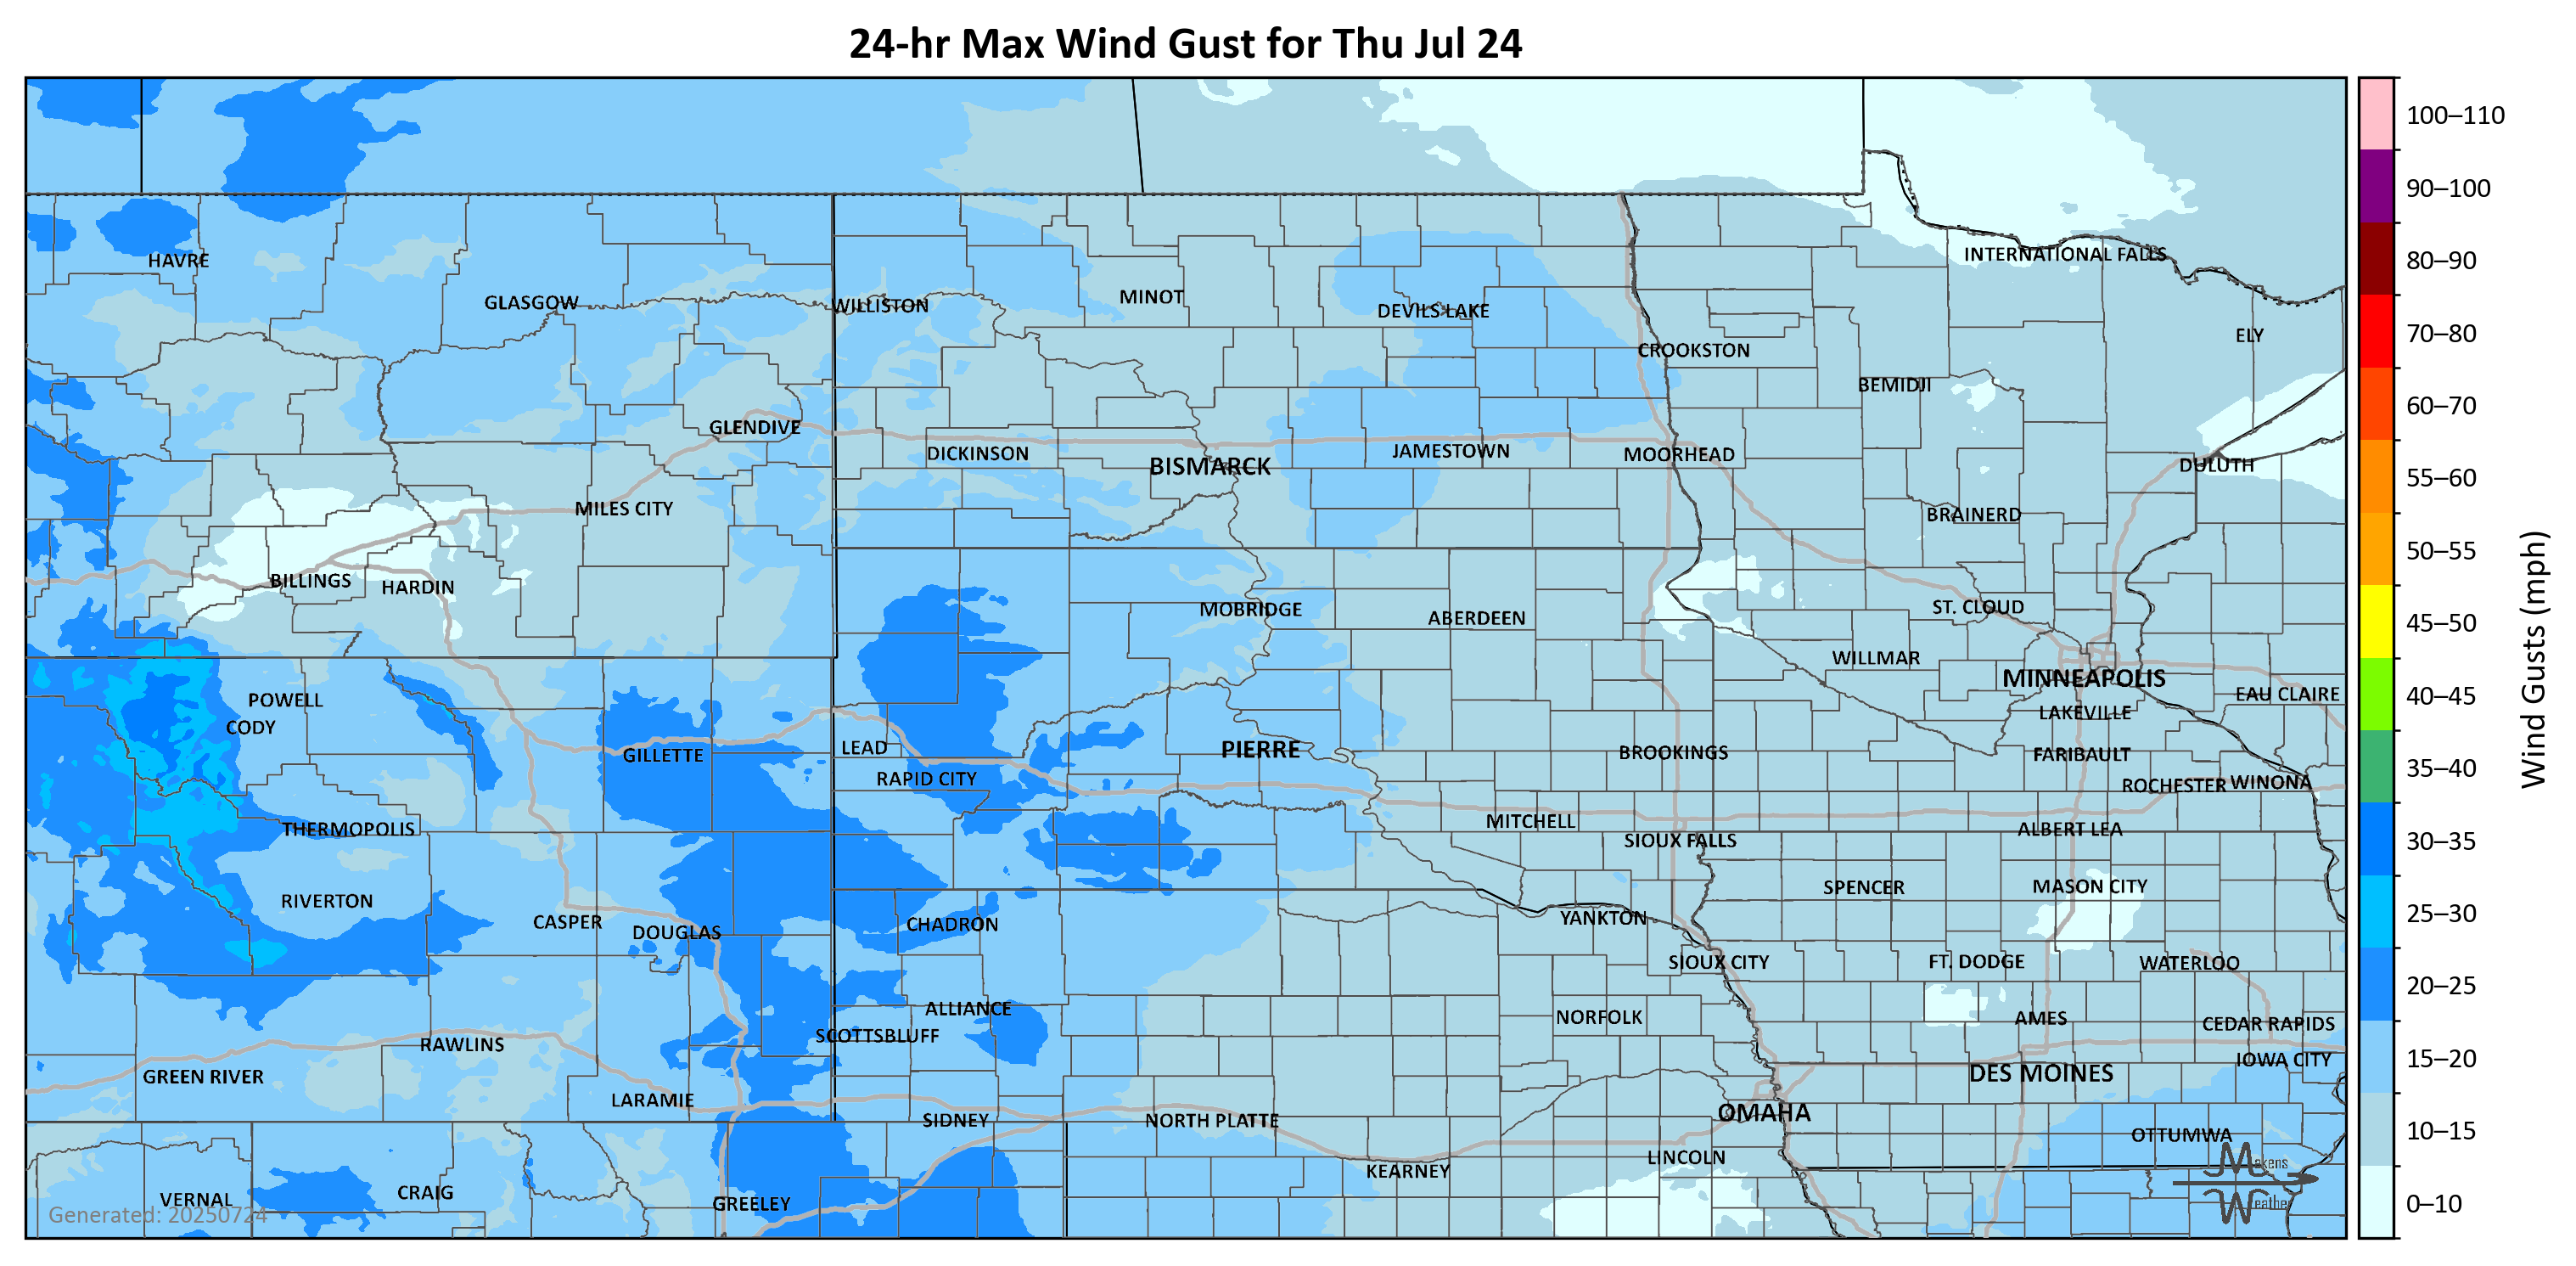 24-hr Max Wind Gust for Thu Jul 24
HAVRE
GLASGOW
WILLISTON
MINOT
DEVILS LAKE
CROOKSTON
BEMIDJI
INTERNATIONAL FALLS
ELY
GLENDIVE
DICKINSON
BISMARCK
JAMESTOWN
MOORHEAD
DULUTH
MILES CITY
BRAINERD
BILLINGS
HARDIN
MOBRIDGE
ABERDEEN
ST. CLOUD
WILLMAR
MINNEAPOLIS
EAU CLAIRE
POWELL
CODY
LAKEVILLE
GILLETTE
LEAD
PIERRE
BROOKINGS
FARIBAULT
RAPID CITY
ROCHESTER
WINONA
THERMOPOLIS
MITCHELL
SIOUX FALLS
ALBERT LEA
RIVERTON
CASPER
DOUGLAS
CHADRON
YANKTON
SPENCER
MASON CITY
SIOUX CITY
FT. DODGE
WATERLOO
ALLIANCE
SCOTTSBLUFF
NORFOLK
AMES
CEDAR RAPIDS
RAWLINS
IOWA CITY
GREEN RIVER
DES MOINES
LARAMIE
SIDNEY
NORTH PLATTE
OMAHA
OTTUMWA
KEARNEY
LINCOLN
VERNAL
CRAIG
GREELEY
Generated: 20250724
Makens
Weather
100–110
90–100
80–90
70–80
60–70
55–60
50–55
45–50
40–45
35–40
30–35
25–30
20–25
15–20
10–15
0–10
Wind Gusts (mph)